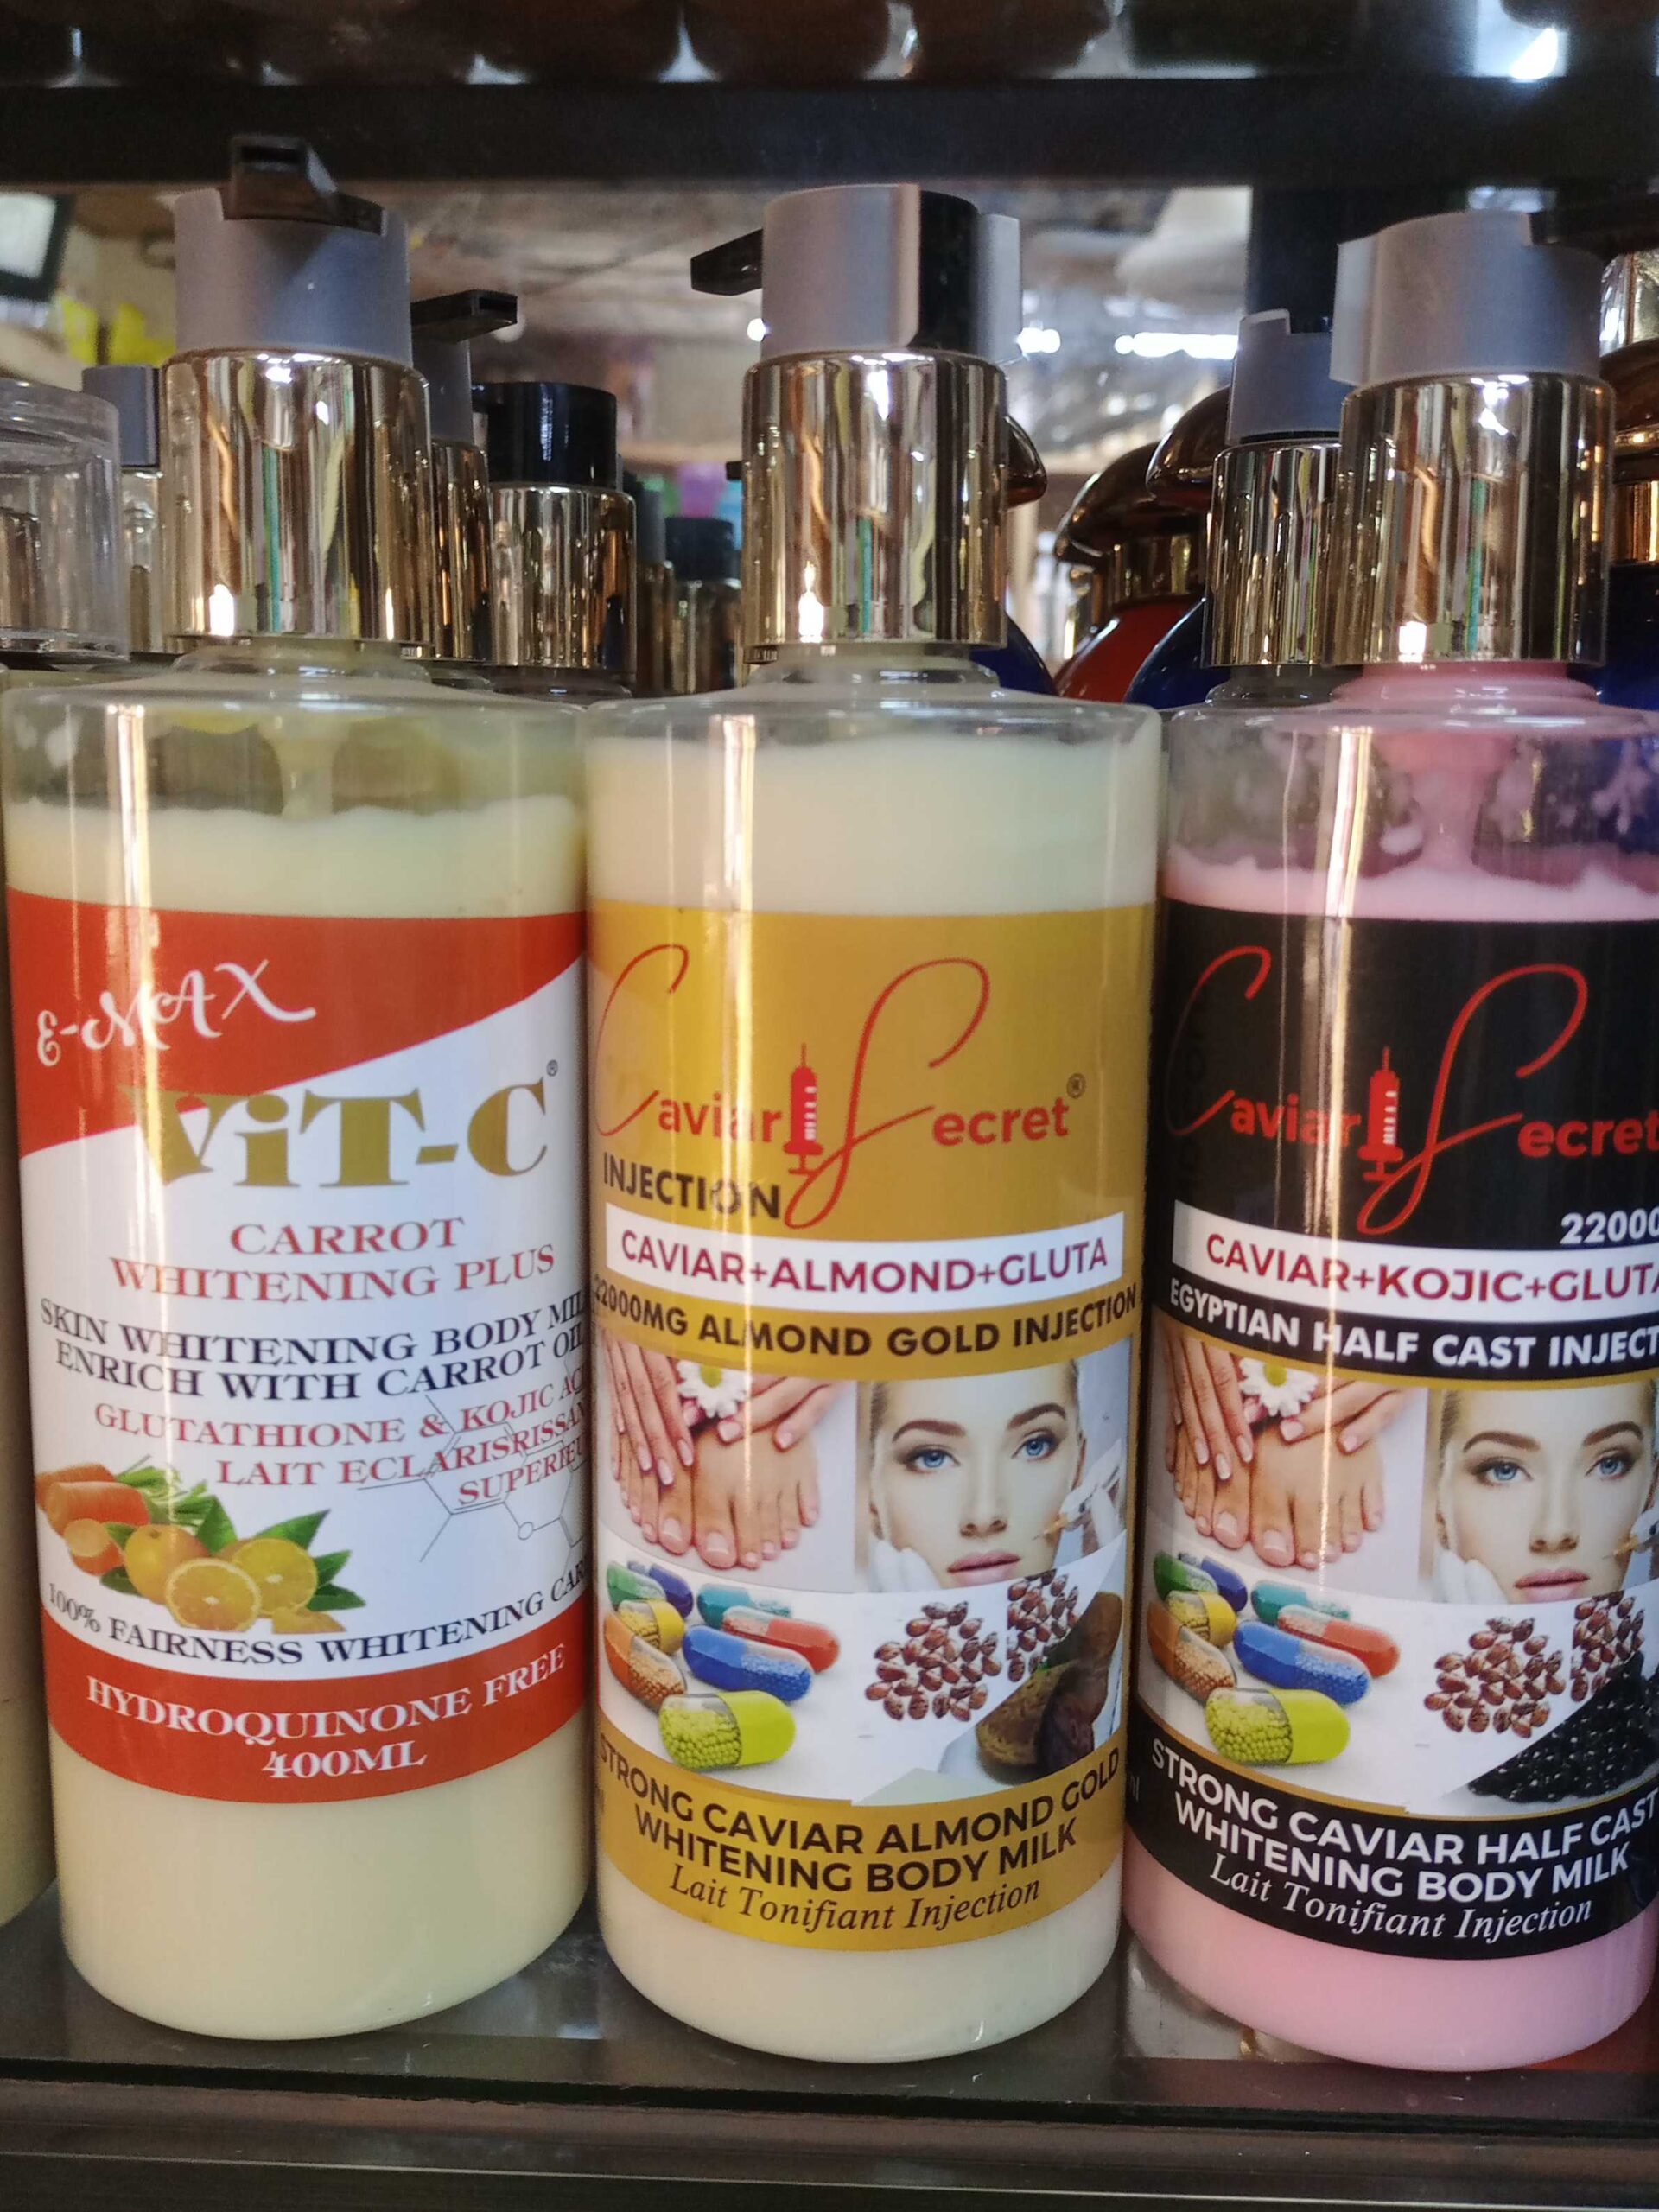 E-MAX
ViT-C®
CARROT
WHITENING PLUS
SKIN WHITENING BODY
ENRICH WITH CARROT
GLUTATHIONE & KOJIC
LAIT
100% FAIRNESS WHITENING
HYDROQUINONE FREE
400ML
Caviar Secret®
INJECTION
CAVIAR+ALMOND+GLUTA
22000MG ALMOND GOLD INJECTION
STRONG CAVIAR ALMOND GOLD
WHITENING BODY MILK
Lait Tonifiant Injection
Caviar Secret
CAVIAR+KOJIC+GLUTA
EGYPTIAN HALF CAST
STRONG CAVIAR HALF CAST
WHITENING BODY MILK
Lait Tonifiant Injection